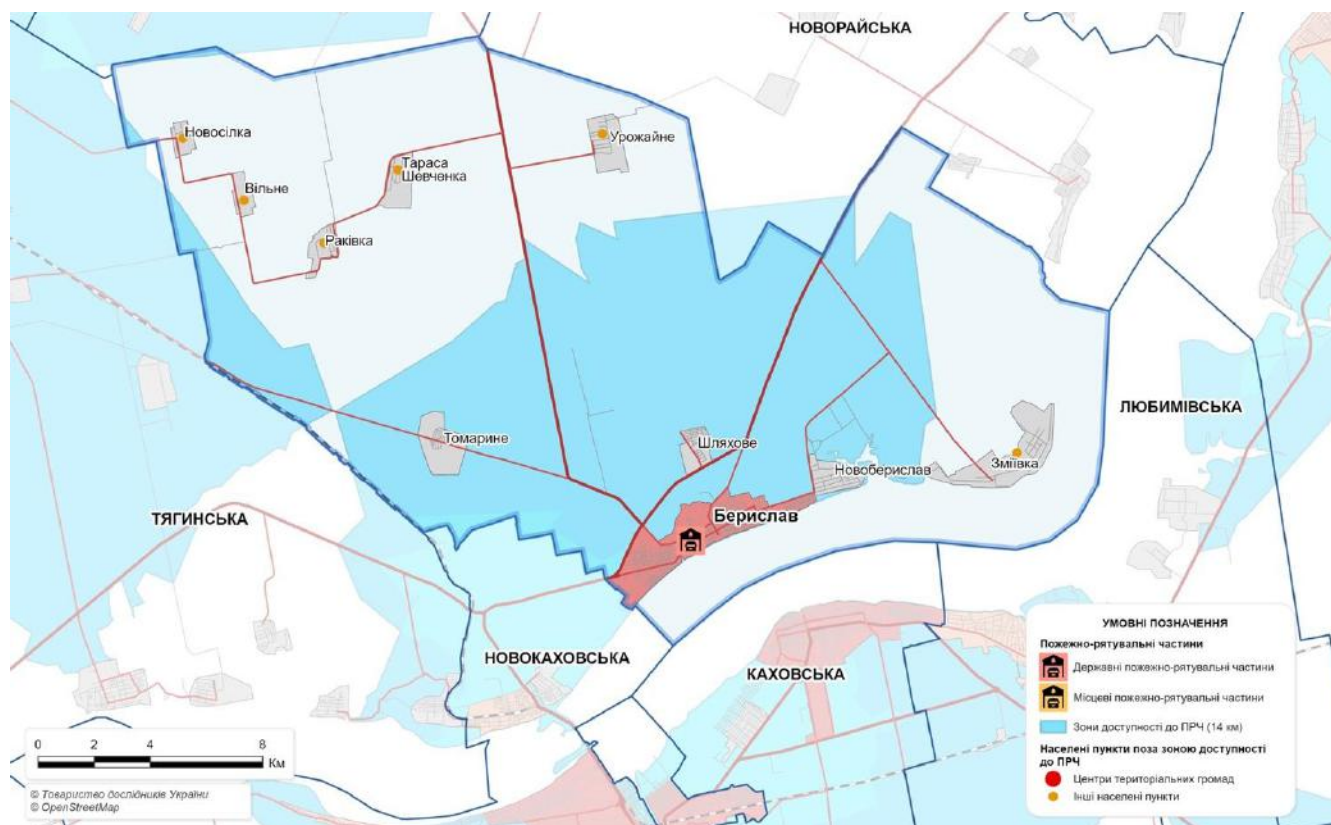 НОВОРАЙСЬКА
Новосілка
Урожайне
Тараса
Шевченка
Вільне
Раківка
ЛЮБИМІВСЬКА
Томарине
Шляхове
Новоберислав
Зміївка
ТЯГИНСЬКА
Берислав
НОВОКАХОВСЬКА
КАХОВСЬКА
УМОВНІ ПОЗНАЧЕННЯ
Пожежно-рятувальні частини
Державні пожежно-рятувальні частини
Місцеві пожежно-рятувальні частини
Зони доступності до ПРЧ (14 км)
Населені пункти поза зоною доступності
до ПРЧ
Центри територіальних громад
Інші населені пункти
0 2 4 8
Км
© Товариство дослідників України
© OpenStreetMap